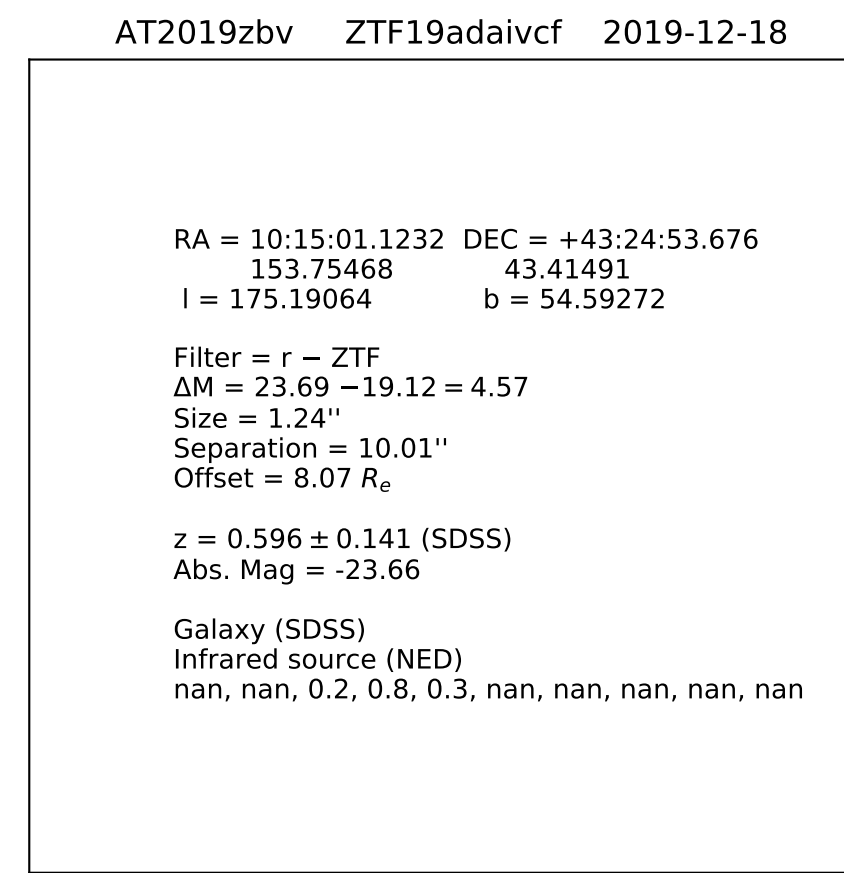 AT2019zbv ZTF19adaivcf 2019-12-18
RA = 10:15:01.1232 DEC = +43:24:53.676
153.75468 43.41491
l = 175.19064 b = 54.59272
Filter = r − ZTF
ΔM = 23.69 −19.12 = 4.57
Size = 1.24''
Separation = 10.01''
Offset = 8.07 Re
z = 0.596 ± 0.141 (SDSS)
Abs. Mag = -23.66
Galaxy (SDSS)
Infrared source (NED)
nan, nan, 0.2, 0.8, 0.3, nan, nan, nan, nan, nan